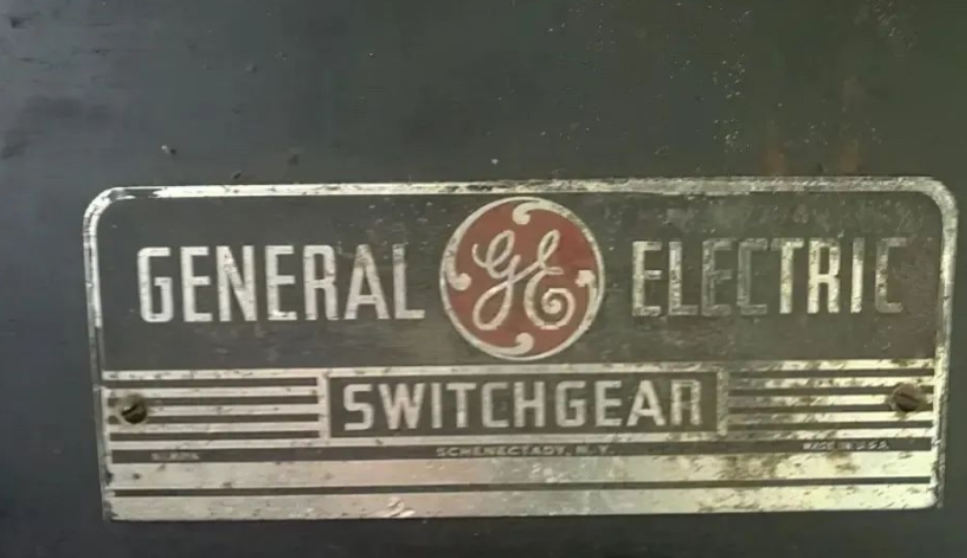 GENERAL GE ELECTRIC
SWITCHGEAR
SCHENECTADY, N.Y. MADE IN U.S.A.